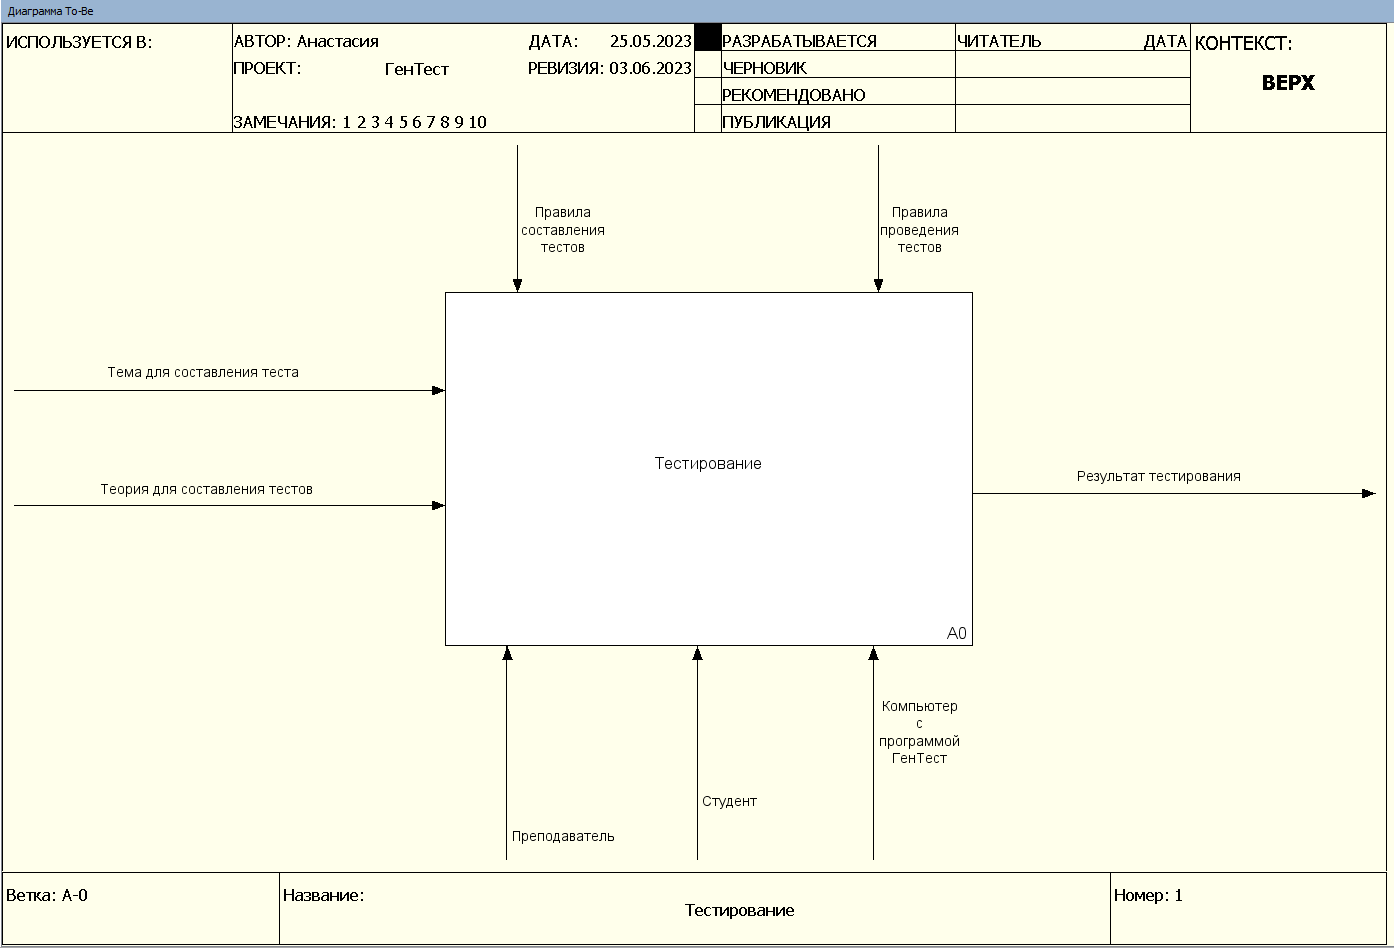 Диаграмма To-Be
ИСПОЛЬЗУЕТСЯ В:
АВТОР: Анастасия
ДАТА: 25.05.2023
ПРОЕКТ: ГенТест
РЕВИЗИЯ: 03.06.2023
ЗАМЕЧАНИЯ: 1 2 3 4 5 6 7 8 9 10
РАЗРАБАТЫВАЕТСЯ
ЧЕРНОВИК
РЕКОМЕНДОВАНО
ПУБЛИКАЦИЯ
ЧИТАТЕЛЬ ДАТА
КОНТЕКСТ:
ВЕРХ
Правила
составления
тестов
Правила
проведения
тестов
Тема для составления теста
Теория для составления тестов
Тестирование
A0
Результат тестирования
Компьютер
с
программой
ГенТест
Студент
Преподаватель
Ветка: A-0
Название:
Тестирование
Номер: 1